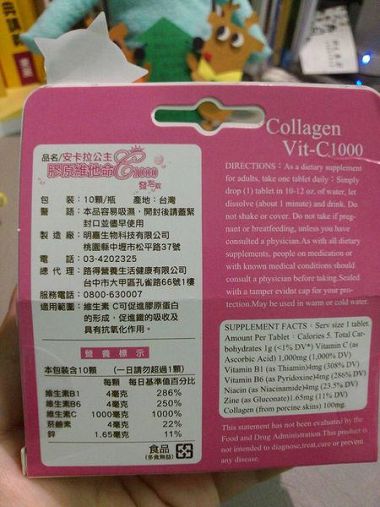 Collagen
Vit-C1000
品名/安卡拉公主
膠原維他命C1000
發泡錠
包 裝：10顆/瓶 產地：台灣
警 語：本品容易吸濕，開封後請蓋緊
封口並儘早使用
製 造 廠：明嘉生物科技有限公司
桃園縣中壢市松平路37號
電 話：03-4202325
總 代 理：路得營養生活健康有限公司
台中市大甲區孔雀路66號1樓
服務電話：0800-630007
適用範圍：維生素 C可促進膠原蛋白
的形成，促進鐵的吸收及
具有抗氧化作用。
營養標示
本包裝含10顆 (一日請勿超過1顆)
每顆 每日基準值百分比
維生素B1 4毫克 286%
維生素B6 4毫克 250%
維生素C 1000毫克 1000%
菸鹼素 4毫克 22%
鋅 1.65毫克 11%
食品
(多食無益)
DIRECTIONS : As a dietary supplement
for adults, take one tablet daily : Simply
drop (1) tablet in 10-12 oz. of water, let
dissolve (about 1 minute) and drink. Do
not shake or cover. Do not take if preg-
nant or breatfeeding, unless you have
consulted a physician.As with all dietary
supplements, people on medication or
with known medical conditions should
consult a physician before taking.Sealed
with a tamper evident cap for your pro-
tection.May be used in warm or cold water.
SUPPLEMENT FACTS : Serv size 1 tablet.
Amount Per Tablet : Calories 5. Total Car-
bohydrates 1g (<1% DV*) Vitamin C (as
Ascorbic Acid) 1,000mg (1,000% DV)
Vitamin B1 (as Thiamin)4mg (308% DV)
Vitamin B6 (as Pyridoxine)4mg (286% DV)
Niacin (as Niacinamide)4mg (23.5% DV)
Zinc (as Gluconate)1.65mg (11% DV)
Collagen (from porcine skins) 100mg.
This statement has not been evaluated by the
Food and Drug Administration.This product is
not intended to diagnose,treat,cure or prevent
any disease.